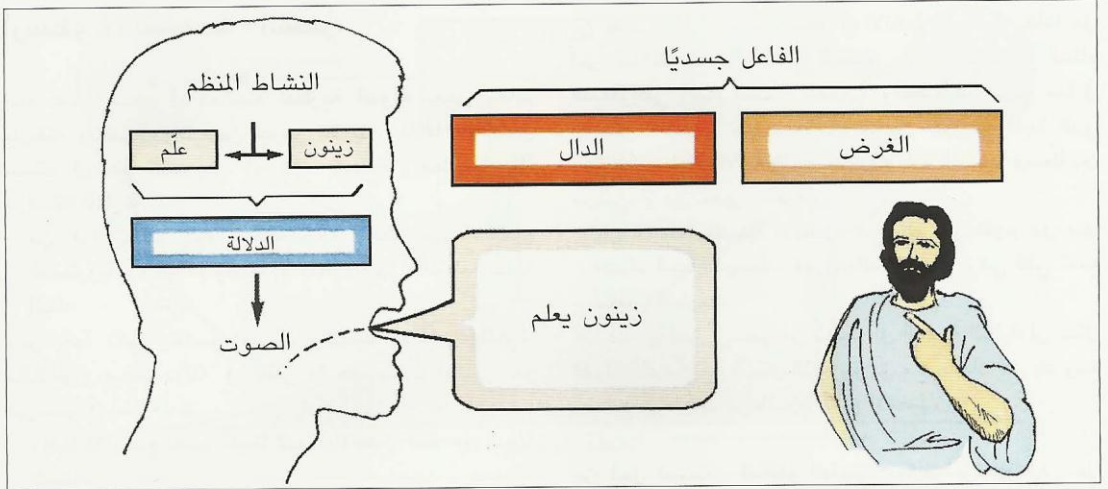 الفاعل جسديًا
الغرض
الدال
النشاط المنظم
زينون
علّم
الدلالة
الصوت
زينون يعلم